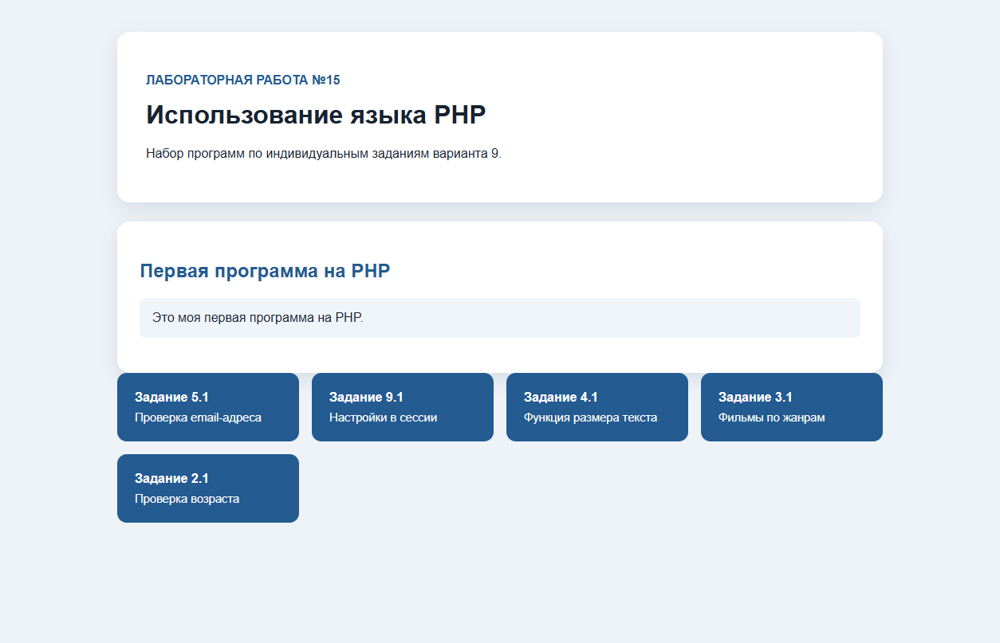 ЛАБОРАТОРНАЯ РАБОТА №15
Использование языка PHP
Набор программ по индивидуальным заданиям варианта 9.
Первая программа на PHP
Это моя первая программа на PHP.
Задание 5.1
Проверка email-адреса
Задание 9.1
Настройки в сессии
Задание 4.1
Функция размера текста
Задание 3.1
Фильмы по жанрам
Задание 2.1
Проверка возраста